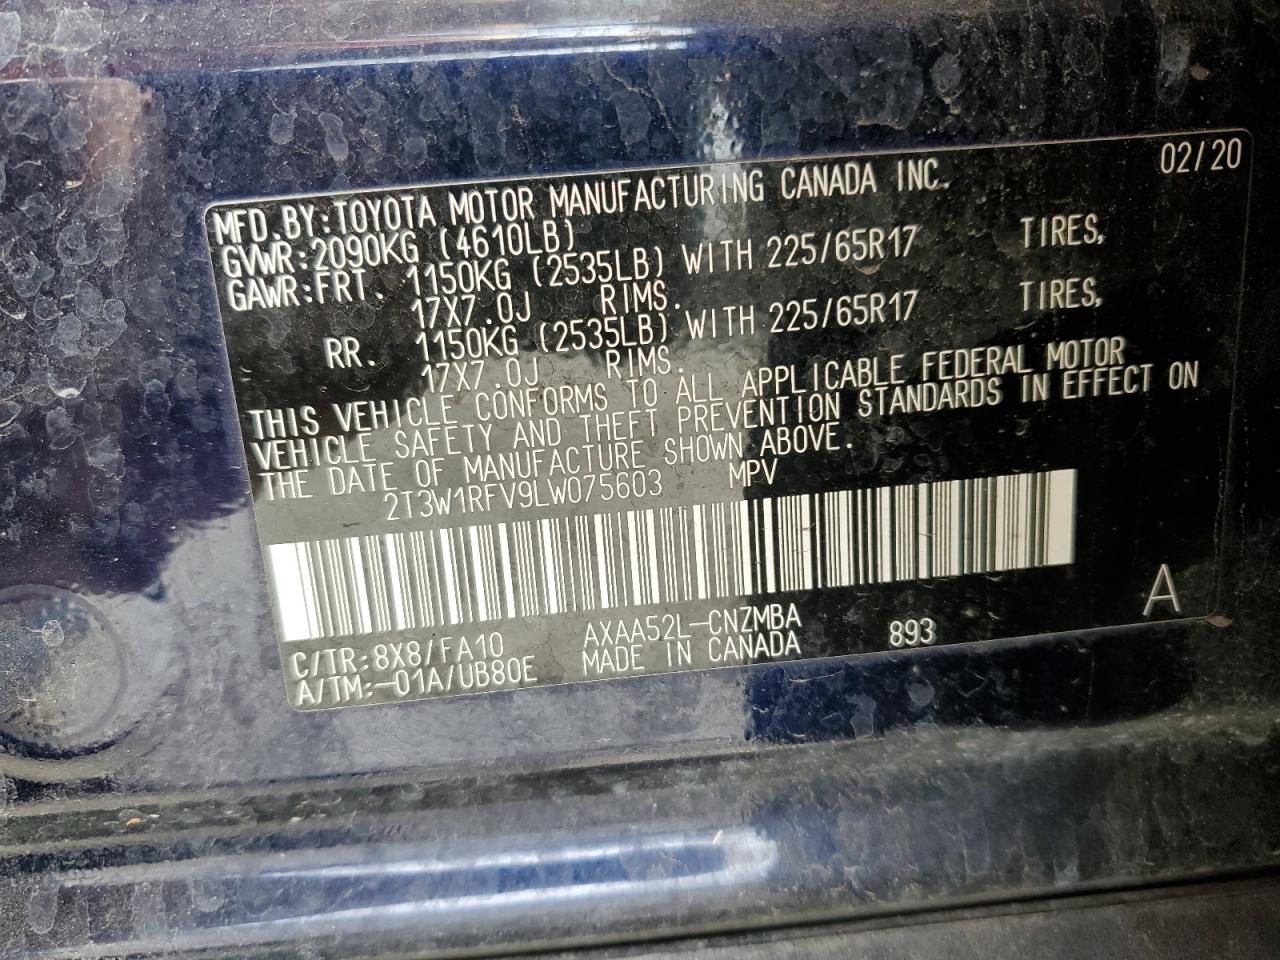 02/20
MFD.BY:TOYOTA MOTOR MANUFACTURING CANADA INC.
GVWR:2090KG (4610LB)
GAWR:FRT. 1150KG (2535LB) WITH 225/65R17 TIRES,
17X7.0J RIMS.
RR. 1150KG (2535LB) WITH 225/65R17 TIRES,
17X7.0J RIMS.
THIS VEHICLE CONFORMS TO ALL APPLICABLE FEDERAL MOTOR
VEHICLE SAFETY AND THEFT PREVENTION STANDARDS IN EFFECT ON
THE DATE OF MANUFACTURE SHOWN ABOVE.
2T3W1RFV9LW075603 MPV
C/TR:8X8/FA10 AXAA52L-CNZMBA 893 A
A/TM:-01A/UB80E MADE IN CANADA